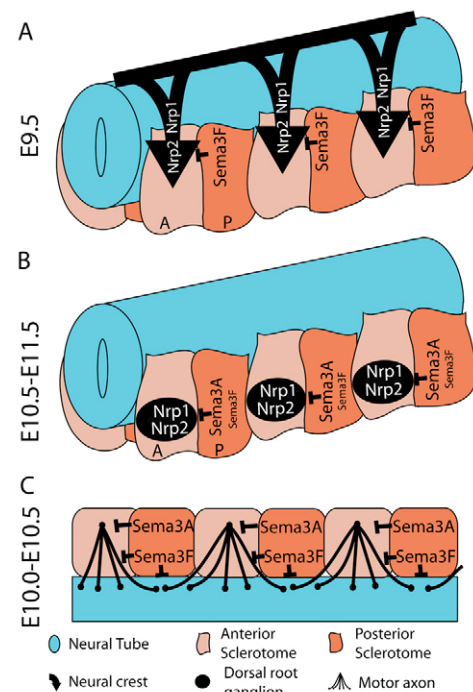 A
E9.5
Nrp2 Nrp1
Nrp2 Nrp1
Nrp2 Nrp1
Sema3F
Sema3F
Sema3F
A
P
B
E10.5-E11.5
Nrp1
Nrp2
Sema3A
Sema3F
Nrp1
Nrp2
Sema3A
Sema3F
Nrp1
Nrp2
Sema3A
Sema3F
A
P
C
E10.0-E10.5
Sema3A
Sema3A
Sema3A
Sema3F
Sema3F
Sema3F
Neural Tube
Anterior
Sclerotome
Posterior
Sclerotome
Neural crest
Dorsal root
ganglion
Motor axon